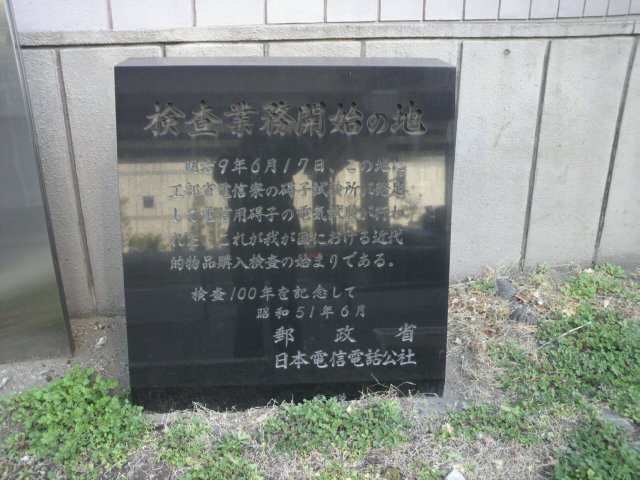 検査業務開始の地
明治9年6月17日、この地に
工部省電信寮の碍子試験所が発足
して電信用碍子の電気試験が行わ
れた。これが我が国における近代
的物品購入検査の始まりである。
検査100年を記念して
昭和51年6月
郵政省
日本電信電話公社